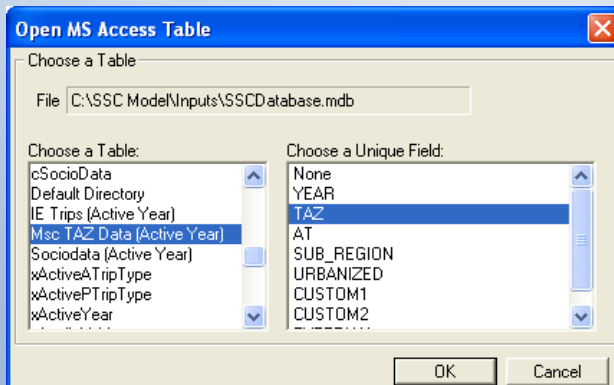 Open MS Access Table
Choose a Table
File C:\SSC Model\Inputs\SSCDatabase.mdb
Choose a Table:
cSocioData
Default Directory
IE Trips (Active Year)
Msc TAZ Data (Active Year)
Sociodata (Active Year)
xActiveATripType
xActivePTripType
xActiveYear
Choose a Unique Field:
None
YEAR
TAZ
AT
SUB_REGION
URBANIZED
CUSTOM1
CUSTOM2
OK
Cancel